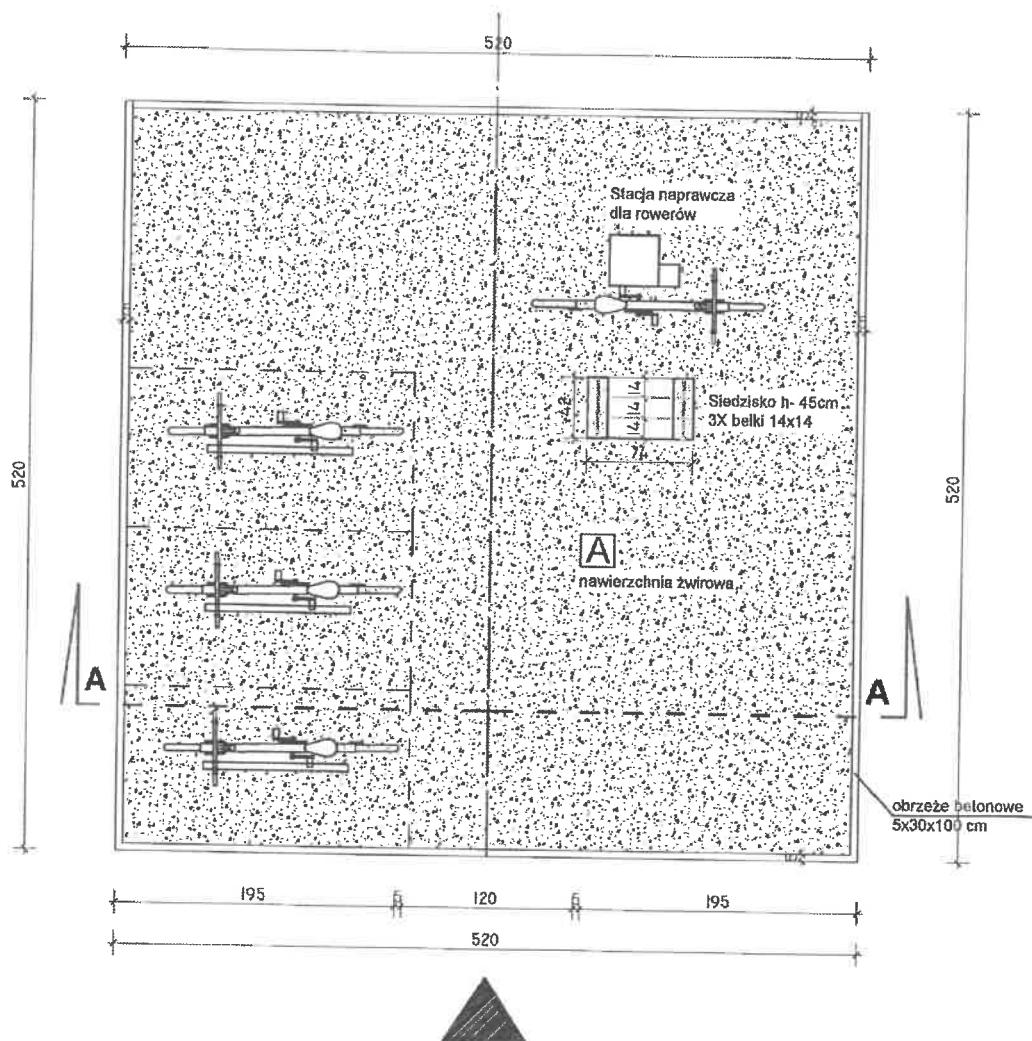 520
Stacja naprawcza
dla rowerów
520
520
42
14
14
14
74
Siedzisko h- 45cm
3X belki 14x14
A
nawierzchnia żwirowa
A
A
obrzeże betonowe
5x30x100 cm
195
5
120
5
195
520